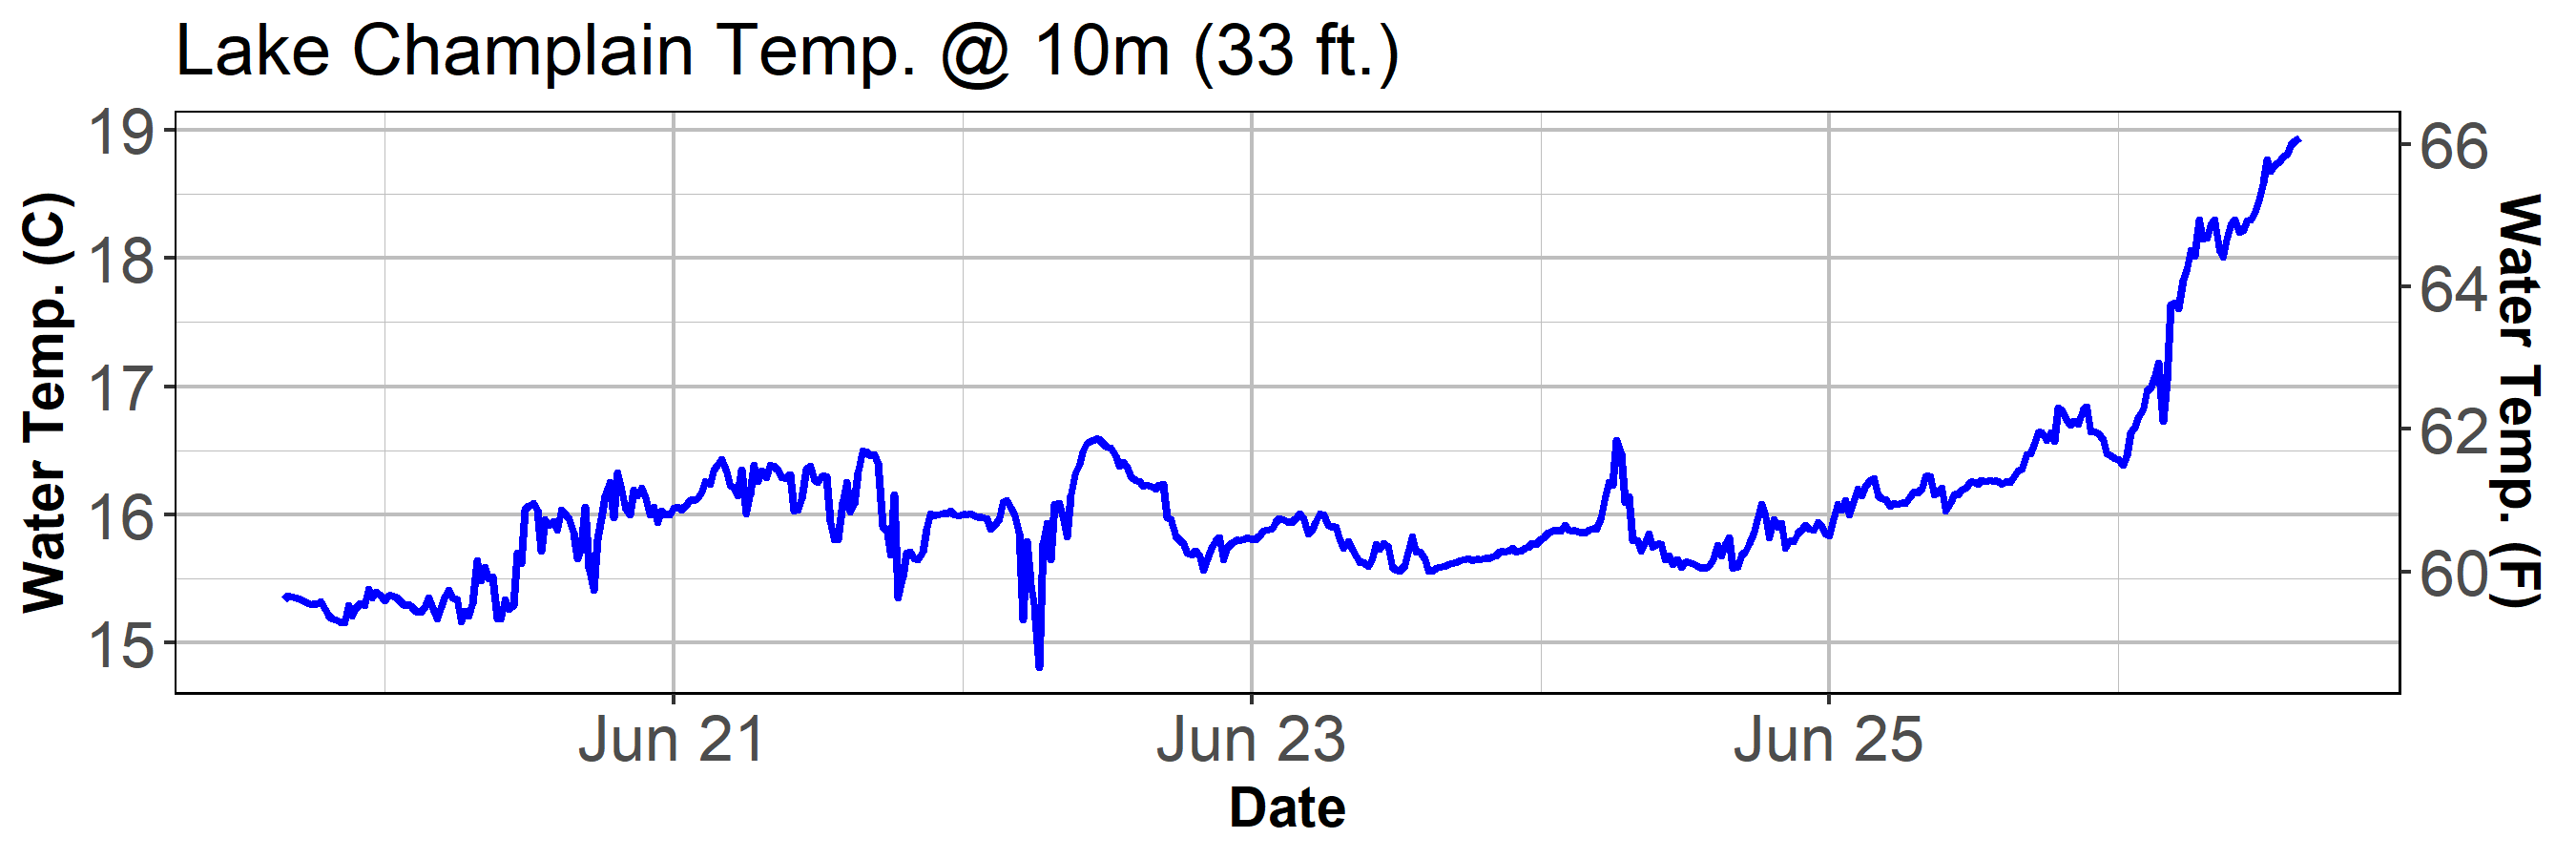 Lake Champlain Temp. @ 10m (33 ft.)
Water Temp. (C)
19
18
17
16
15
66
64
62
60
Water Temp. (F)
Jun 21
Jun 23
Jun 25
Date